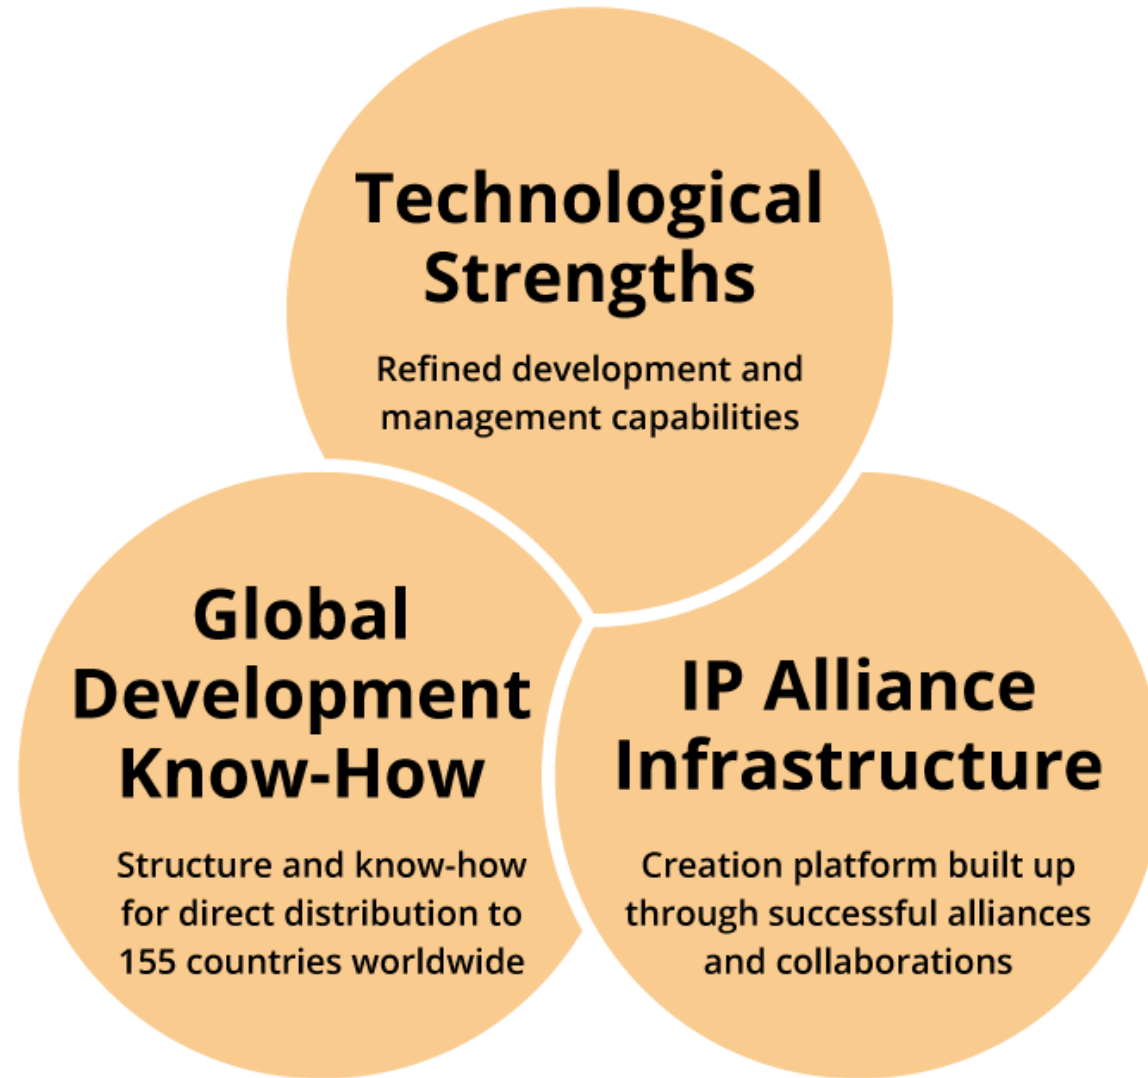 Technological
Strengths
Refined development and
management capabilities
Global
Development
Know-How
Structure and know-how
for direct distribution to
155 countries worldwide
IP Alliance
Infrastructure
Creation platform built up
through successful alliances
and collaborations